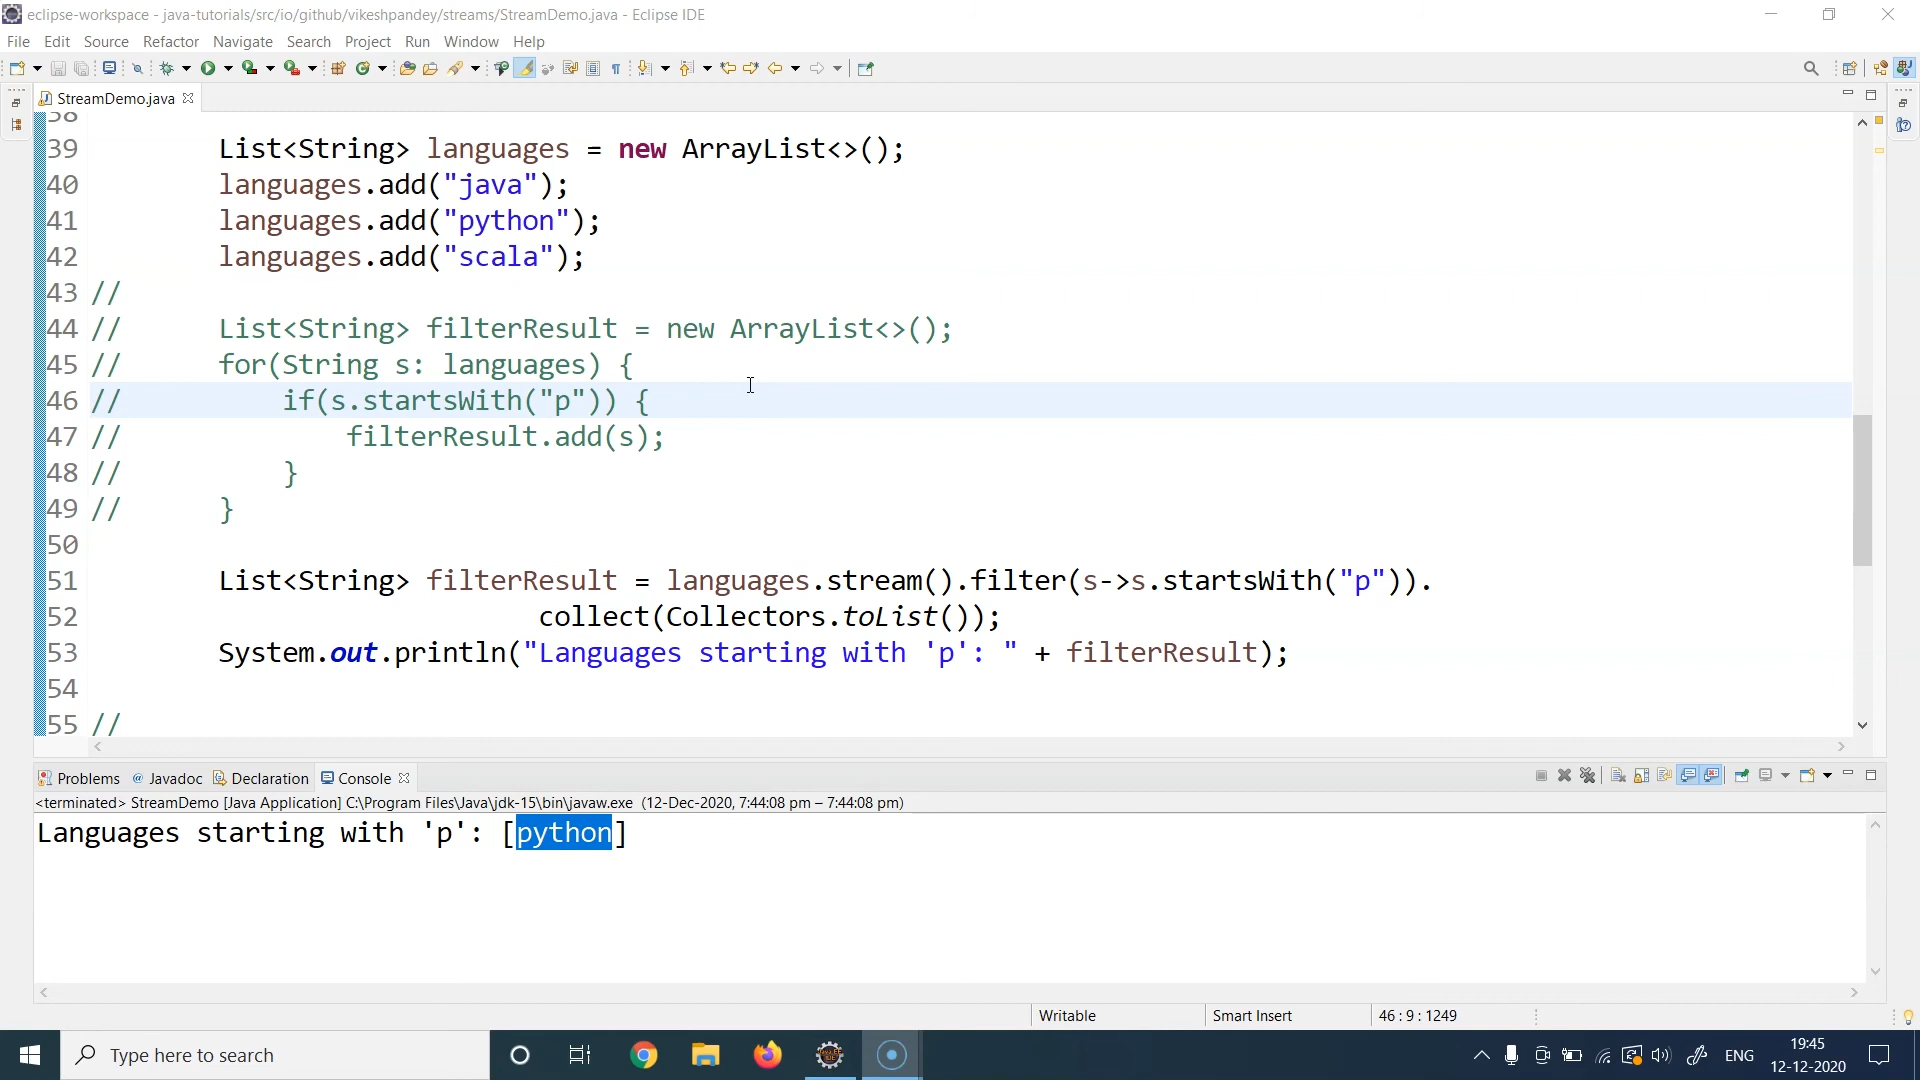 eclipse-workspace - java-tutorials/src/io/github/vikeshpandey/streams/StreamDemo.java - Eclipse IDE
File Edit Source Refactor Navigate Search Project Run Window Help
StreamDemo.java
38
39 List<String> languages = new ArrayList<>();
40 languages.add("java");
41 languages.add("python");
42 languages.add("scala");
43 //
44 // List<String> filterResult = new ArrayList<>();
45 // for(String s: languages) {
46 // if(s.startsWith("p")) {
47 // filterResult.add(s);
48 // }
49 // }
50
51 List<String> filterResult = languages.stream().filter(s->s.startsWith("p")).
52 collect(Collectors.toList());
53 System.out.println("Languages starting with 'p': " + filterResult);
54
55 //
Problems @ Javadoc Declaration Console
<terminated> StreamDemo [Java Application] C:\Program Files\Java\jdk-15\bin\javaw.exe (12-Dec-2020, 7:44:08 pm – 7:44:08 pm)
Languages starting with 'p': [python]
Writable Smart Insert 46 : 9 : 1249
Type here to search
ENG
19:45
12-12-2020